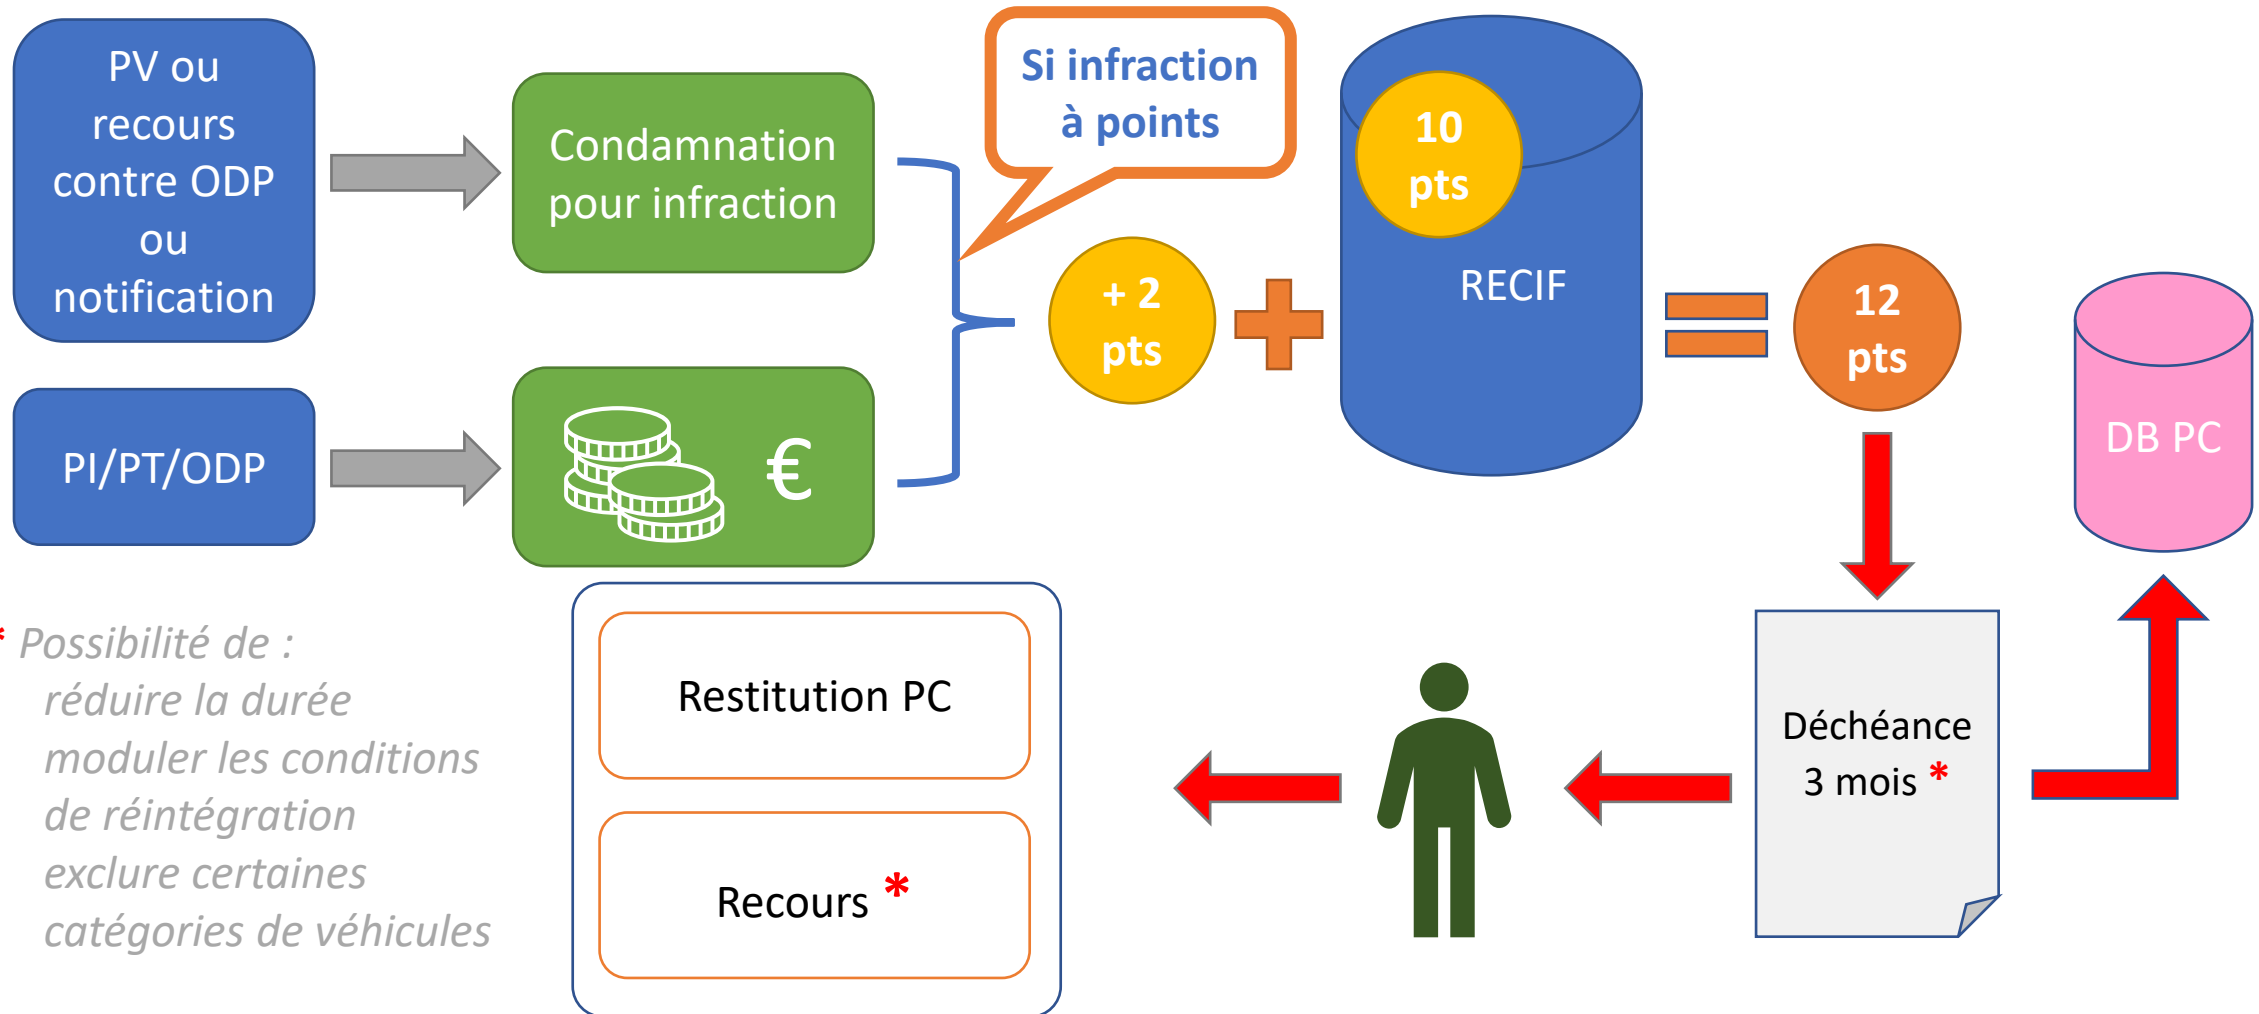 PV ou
recours
contre ODP
ou
notification
Condamnation
pour infraction
Si infraction
à points
10
pts
RECIF
+ 2
pts
12
pts
DB PC
PI/PT/ODP
€
* Possibilité de :
réduire la durée
moduler les conditions
de réintégration
exclure certaines
catégories de véhicules
Restitution PC
Recours *
Déchéance
3 mois *